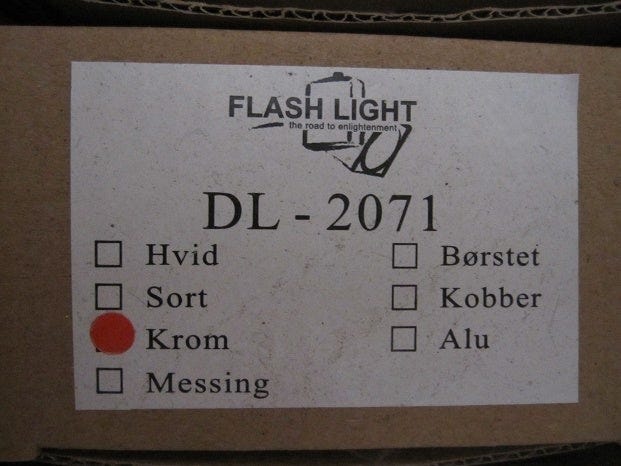 FLASH LIGHT
the road to enlightenment
DL - 2071
Hvid
Sort
Krom
Messing
Børstet
Kobber
Alu